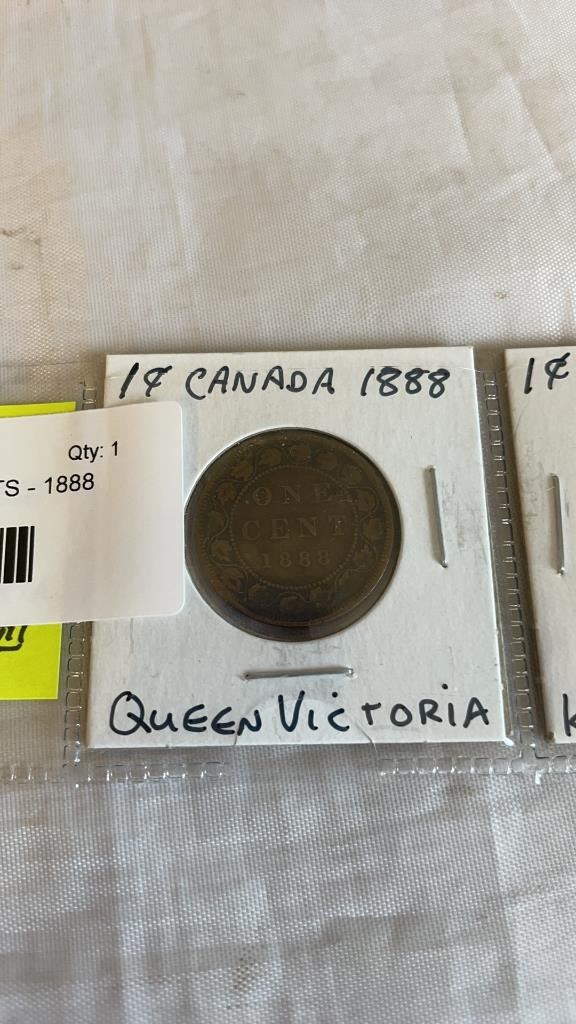 1¢ CANADA 1888
1¢
Qty: 1
TS - 1888
ONE
CENT
1888
QUEEN VICTORIA
K